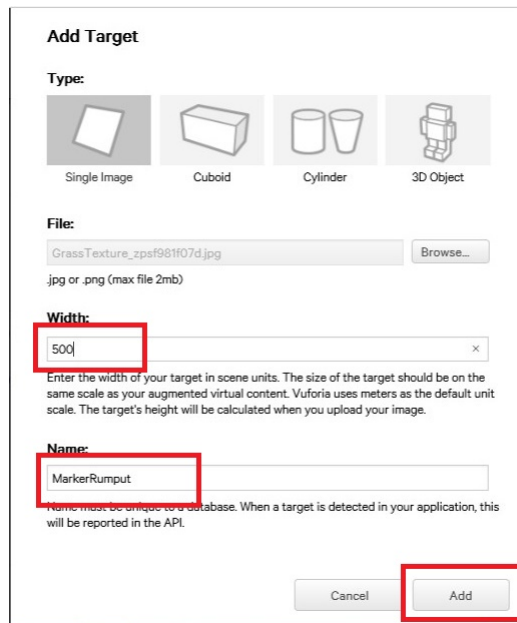 Add Target
Type:
Single Image
Cuboid
Cylinder
3D Object
File:
GrassTexture_zpsf981f07d.jpg
Browse...
.jpg or .png (max file 2mb)
Width:
500
×
Enter the width of your target in scene units. The size of the target should be on the
same scale as your augmented virtual content. Vuforia uses meters as the default unit
scale. The target's height will be calculated when you upload your image.
Name:
MarkerRumput
Name must be unique to a database. When a target is detected in your application, this
will be reported in the API.
Cancel
Add